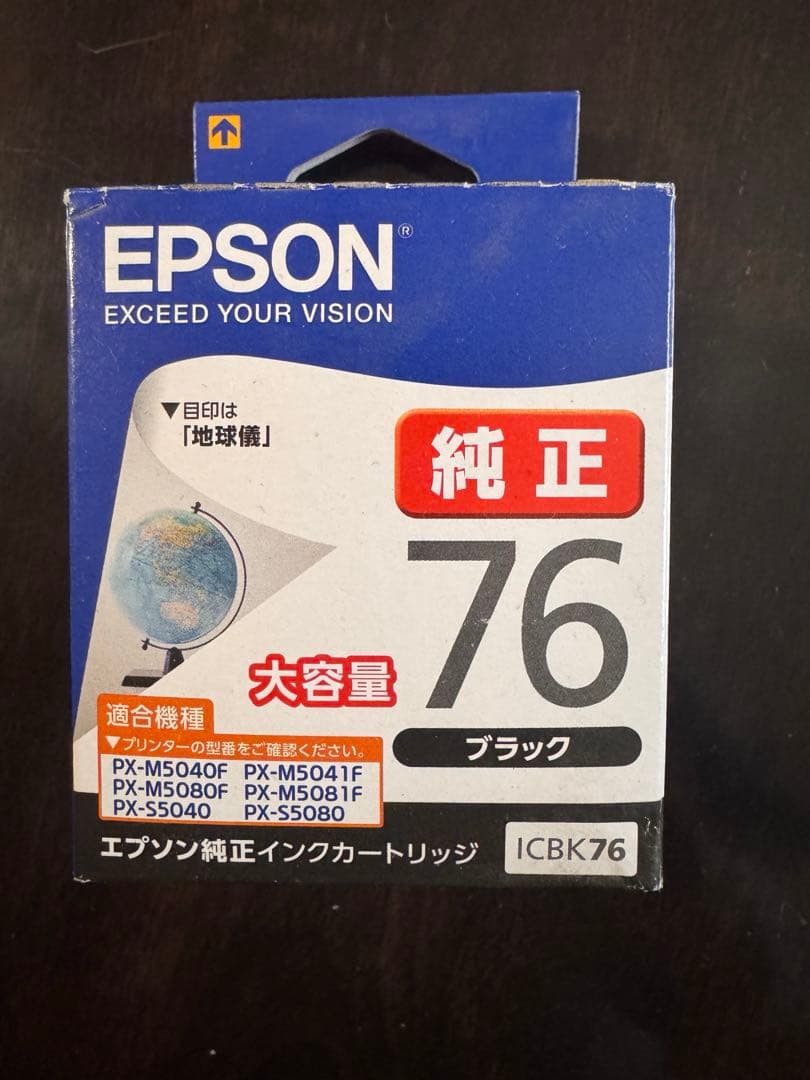 EPSON®
EXCEED YOUR VISION
▼目印は
「地球儀」
純正
76
大容量
ブラック
適合機種
▼プリンターの型番をご確認ください。
PX-M5040F PX-M5041F
PX-M5080F PX-M5081F
PX-S5040 PX-S5080
エプソン純正インクカートリッジ
ICBK76